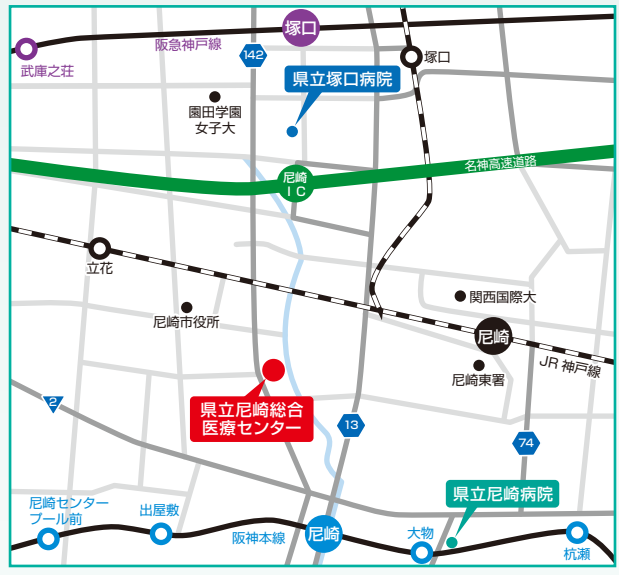 塚口
阪急神戸線
武庫之荘
142
塚口
県立塚口病院
園田学園
女子大
名神高速道路
尼崎
IC
立花
関西国際大
尼崎市役所
尼崎
JR 神戸線
尼崎東署
2
県立尼崎総合
医療センター
13
74
県立尼崎病院
尼崎センター
プール前
出屋敷
阪神本線
尼崎
大物
杭瀬